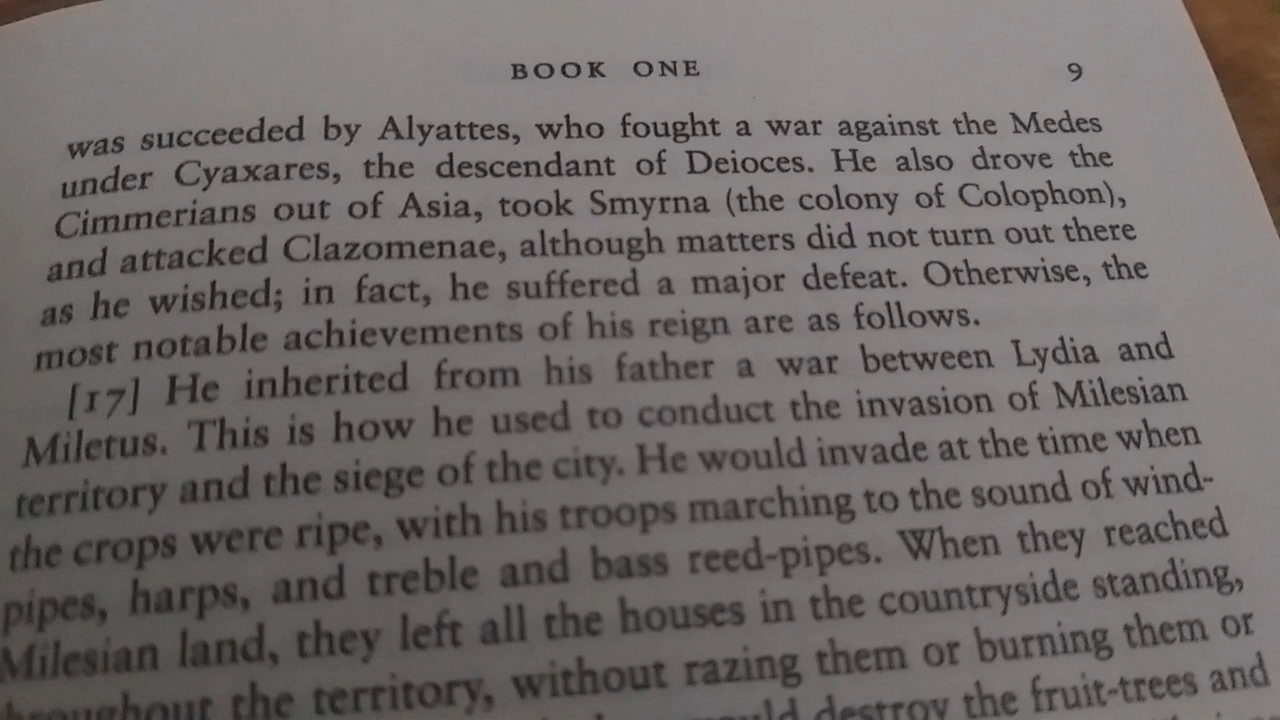 BOOK ONE 9
was succeeded by Alyattes, who fought a war against the Medes
under Cyaxares, the descendant of Deioces. He also drove the
Cimmerians out of Asia, took Smyrna (the colony of Colophon),
and attacked Clazomenae, although matters did not turn out there
as he wished; in fact, he suffered a major defeat. Otherwise, the
most notable achievements of his reign are as follows.
[17] He inherited from his father a war between Lydia and
Miletus. This is how he used to conduct the invasion of Milesian
territory and the siege of the city. He would invade at the time when
the crops were ripe, with his troops marching to the sound of wind-
pipes, harps, and treble and bass reed-pipes. When they reached
Milesian land, they left all the houses in the countryside standing,
the territory, without razing them or burning them or
destroy the fruit-trees and